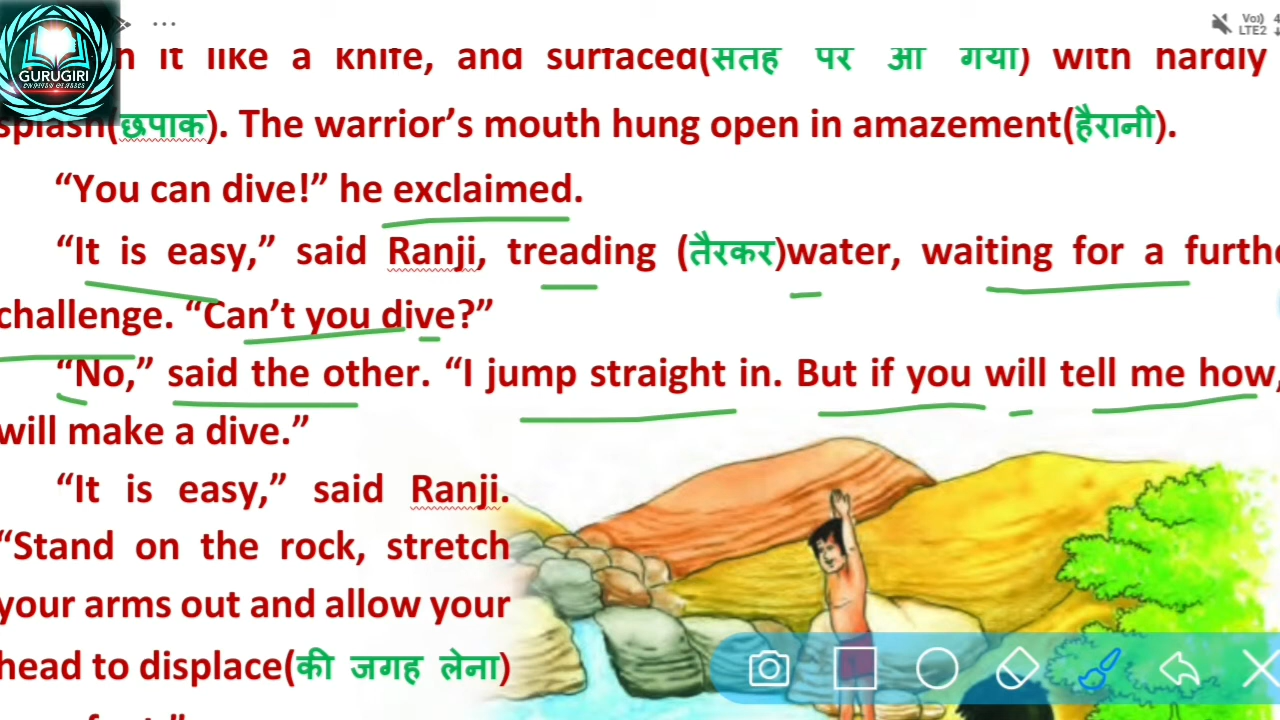 GURUGIRI
Vo)) 4
LTE2 ↓
it like a knife, and surfaced(सतह पर आ गया) with hardly
splash(छपाक). The warrior’s mouth hung open in amazement(हैरानी).
“You can dive!” he exclaimed.
“It is easy,” said Ranji, treading (तैरकर)water, waiting for a furthe
challenge. “Can’t you dive?”
“No,” said the other. “I jump straight in. But if you will tell me how,
will make a dive.”
“It is easy,” said Ranji.
“Stand on the rock, stretch
your arms out and allow your
head to displace(की जगह लेना)